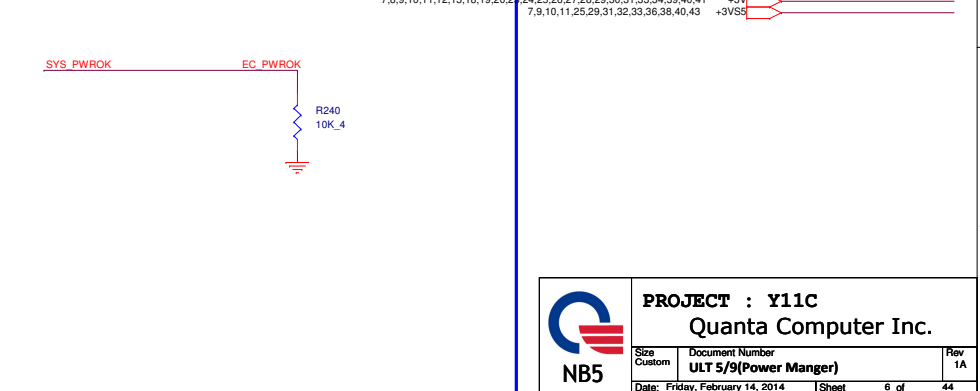 +3V
7,9,10,11,25,29,31,32,33,36,38,40,43 +3VS5
SYS_PWROK EC_PWROK
R240
10K_4
PROJECT : Y11C
Quanta Computer Inc.
NB5
Size
Custom
Document Number
ULT 5/9(Power Manger)
Rev
1A
Date: Friday, February 14, 2014 Sheet 6 of 44